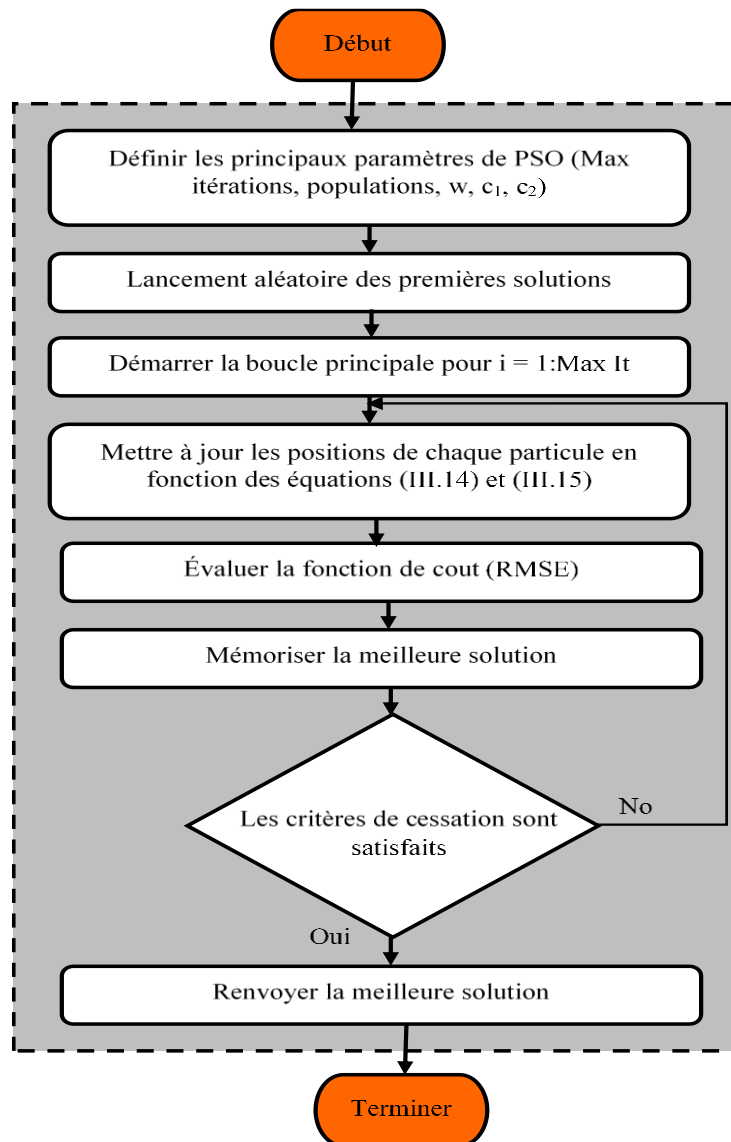 Début
Définir les principaux paramètres de PSO (Max
itérations, populations, w, c₁, c₂)
Lancement aléatoire des premières solutions
Démarrer la boucle principale pour i = 1:Max It
Mettre à jour les positions de chaque particule en
fonction des équations (III.14) et (III.15)
Évaluer la fonction de cout (RMSE)
Mémoriser la meilleure solution
Les critères de cessation sont
satisfaits
No
Oui
Renvoyer la meilleure solution
Terminer